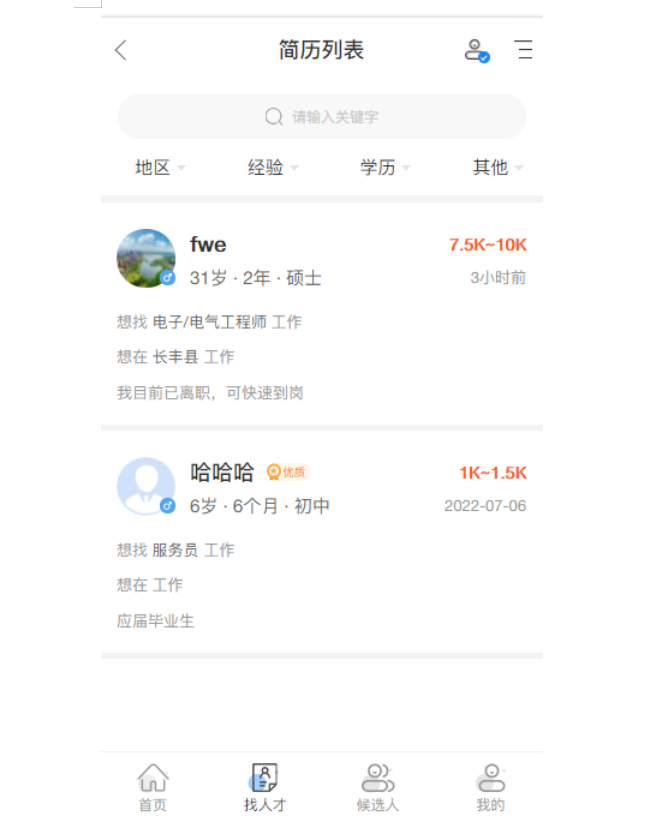 简历列表
请输入关键字
地区 经验 学历 其他
fwe 7.5K~10K
31岁 · 2年 · 硕士 3小时前
想找 电子/电气工程师 工作
想在 长丰县 工作
我目前已离职，可快速到岗
哈哈哈 优质 1K~1.5K
6岁 · 6个月 · 初中 2022-07-06
想找 服务员 工作
想在 工作
应届毕业生
首页 找人才 候选人 我的